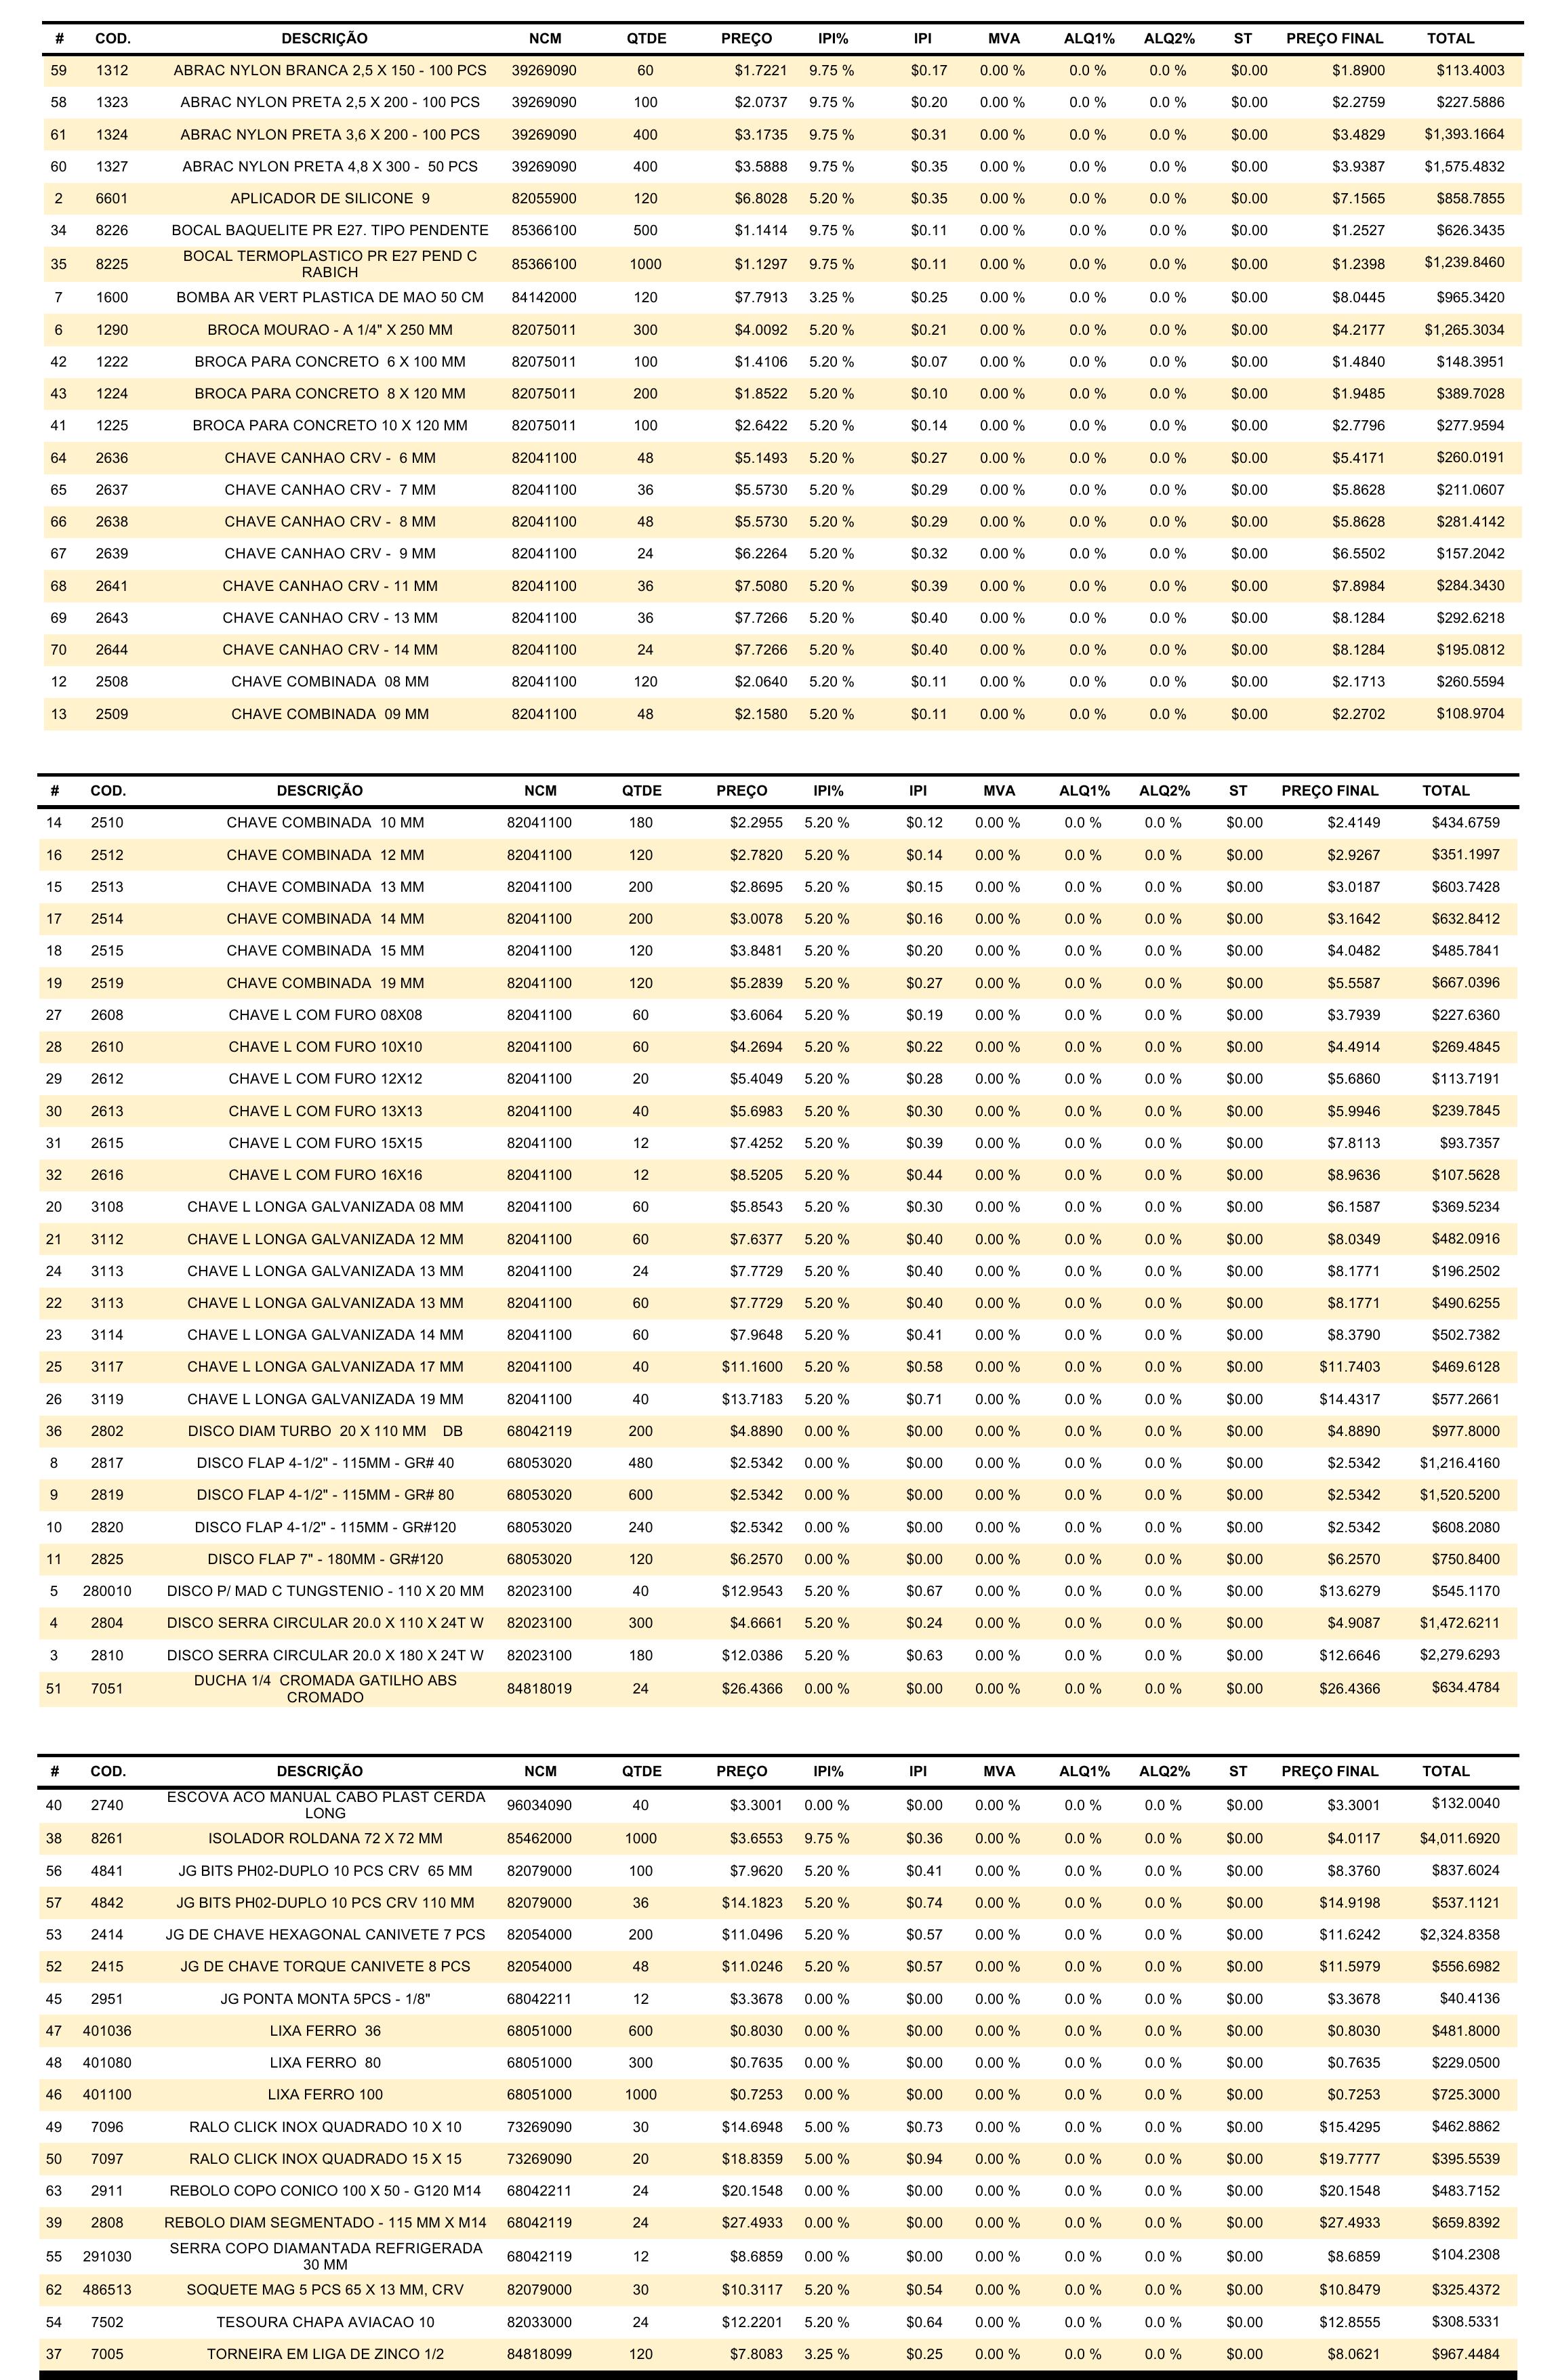 # COD. DESCRIÇÃO NCM QTDE PREÇO IPI% IPI MVA ALQ1% ALQ2% ST PREÇO FINAL TOTAL
59 1312 ABRAC NYLON BRANCA 2,5 X 150 - 100 PCS 39269090 60 $1.7221 9.75 % $0.17 0.00 % 0.0 % 0.0 % $0.00 $1.8900 $113.4003
58 1323 ABRAC NYLON PRETA 2,5 X 200 - 100 PCS 39269090 100 $2.0737 9.75 % $0.20 0.00 % 0.0 % 0.0 % $0.00 $2.2759 $227.5886
61 1324 ABRAC NYLON PRETA 3,6 X 200 - 100 PCS 39269090 400 $3.1735 9.75 % $0.31 0.00 % 0.0 % 0.0 % $0.00 $3.4829 $1,393.1664
60 1327 ABRAC NYLON PRETA 4,8 X 300 - 50 PCS 39269090 400 $3.5888 9.75 % $0.35 0.00 % 0.0 % 0.0 % $0.00 $3.9387 $1,575.4832
2 6601 APLICADOR DE SILICONE 9 82055900 120 $6.8028 5.20 % $0.35 0.00 % 0.0 % 0.0 % $0.00 $7.1565 $858.7855
34 8226 BOCAL BAQUELITE PR E27. TIPO PENDENTE 85366100 500 $1.1414 9.75 % $0.11 0.00 % 0.0 % 0.0 % $0.00 $1.2527 $626.3435
35 8225 BOCAL TERMOPLASTICO PR E27 PEND C 85366100 1000 $1.1297 9.75 % $0.11 0.00 % 0.0 % 0.0 % $0.00 $1.2398 $1,239.8460
RABICH
7 1600 BOMBA AR VERT PLASTICA DE MAO 50 CM 84142000 120 $7.7913 3.25 % $0.25 0.00 % 0.0 % 0.0 % $0.00 $8.0445 $965.3420
6 1290 BROCA MOURAO - A 1/4" X 250 MM 82075011 300 $4.0092 5.20 % $0.21 0.00 % 0.0 % 0.0 % $0.00 $4.2177 $1,265.3034
42 1222 BROCA PARA CONCRETO 6 X 100 MM 82075011 100 $1.4106 5.20 % $0.07 0.00 % 0.0 % 0.0 % $0.00 $1.4840 $148.3951
43 1224 BROCA PARA CONCRETO 8 X 120 MM 82075011 200 $1.8522 5.20 % $0.10 0.00 % 0.0 % 0.0 % $0.00 $1.9485 $389.7028
41 1225 BROCA PARA CONCRETO 10 X 120 MM 82075011 100 $2.6422 5.20 % $0.14 0.00 % 0.0 % 0.0 % $0.00 $2.7796 $277.9594
64 2636 CHAVE CANHAO CRV - 6 MM 82041100 48 $5.1493 5.20 % $0.27 0.00 % 0.0 % 0.0 % $0.00 $5.4171 $260.0191
65 2637 CHAVE CANHAO CRV - 7 MM 82041100 36 $5.5730 5.20 % $0.29 0.00 % 0.0 % 0.0 % $0.00 $5.8628 $211.0607
66 2638 CHAVE CANHAO CRV - 8 MM 82041100 48 $5.5730 5.20 % $0.29 0.00 % 0.0 % 0.0 % $0.00 $5.8628 $281.4142
67 2639 CHAVE CANHAO CRV - 9 MM 82041100 24 $6.2264 5.20 % $0.32 0.00 % 0.0 % 0.0 % $0.00 $6.5502 $157.2042
68 2641 CHAVE CANHAO CRV - 11 MM 82041100 36 $7.5080 5.20 % $0.39 0.00 % 0.0 % 0.0 % $0.00 $7.8984 $284.3430
69 2643 CHAVE CANHAO CRV - 13 MM 82041100 36 $7.7266 5.20 % $0.40 0.00 % 0.0 % 0.0 % $0.00 $8.1284 $292.6218
70 2644 CHAVE CANHAO CRV - 14 MM 82041100 24 $7.7266 5.20 % $0.40 0.00 % 0.0 % 0.0 % $0.00 $8.1284 $195.0812
12 2508 CHAVE COMBINADA 08 MM 82041100 120 $2.0640 5.20 % $0.11 0.00 % 0.0 % 0.0 % $0.00 $2.1713 $260.5594
13 2509 CHAVE COMBINADA 09 MM 82041100 48 $2.1580 5.20 % $0.11 0.00 % 0.0 % 0.0 % $0.00 $2.2702 $108.9704
# COD. DESCRIÇÃO NCM QTDE PREÇO IPI% IPI MVA ALQ1% ALQ2% ST PREÇO FINAL TOTAL
14 2510 CHAVE COMBINADA 10 MM 82041100 180 $2.2955 5.20 % $0.12 0.00 % 0.0 % 0.0 % $0.00 $2.4149 $434.6759
16 2512 CHAVE COMBINADA 12 MM 82041100 120 $2.7820 5.20 % $0.14 0.00 % 0.0 % 0.0 % $0.00 $2.9267 $351.1997
15 2513 CHAVE COMBINADA 13 MM 82041100 200 $2.8695 5.20 % $0.15 0.00 % 0.0 % 0.0 % $0.00 $3.0187 $603.7428
17 2514 CHAVE COMBINADA 14 MM 82041100 200 $3.0078 5.20 % $0.16 0.00 % 0.0 % 0.0 % $0.00 $3.1642 $632.8412
18 2515 CHAVE COMBINADA 15 MM 82041100 120 $3.8481 5.20 % $0.20 0.00 % 0.0 % 0.0 % $0.00 $4.0482 $485.7841
19 2519 CHAVE COMBINADA 19 MM 82041100 120 $5.2839 5.20 % $0.27 0.00 % 0.0 % 0.0 % $0.00 $5.5587 $667.0396
27 2608 CHAVE L COM FURO 08X08 82041100 60 $3.6064 5.20 % $0.19 0.00 % 0.0 % 0.0 % $0.00 $3.7939 $227.6360
28 2610 CHAVE L COM FURO 10X10 82041100 60 $4.2694 5.20 % $0.22 0.00 % 0.0 % 0.0 % $0.00 $4.4914 $269.4845
29 2612 CHAVE L COM FURO 12X12 82041100 20 $5.4049 5.20 % $0.28 0.00 % 0.0 % 0.0 % $0.00 $5.6860 $113.7191
30 2613 CHAVE L COM FURO 13X13 82041100 40 $5.6983 5.20 % $0.30 0.00 % 0.0 % 0.0 % $0.00 $5.9946 $239.7845
31 2615 CHAVE L COM FURO 15X15 82041100 12 $7.4252 5.20 % $0.39 0.00 % 0.0 % 0.0 % $0.00 $7.8113 $93.7357
32 2616 CHAVE L COM FURO 16X16 82041100 12 $8.5205 5.20 % $0.44 0.00 % 0.0 % 0.0 % $0.00 $8.9636 $107.5628
20 3108 CHAVE L LONGA GALVANIZADA 08 MM 82041100 60 $5.8543 5.20 % $0.30 0.00 % 0.0 % 0.0 % $0.00 $6.1587 $369.5234
21 3112 CHAVE L LONGA GALVANIZADA 12 MM 82041100 60 $7.6377 5.20 % $0.40 0.00 % 0.0 % 0.0 % $0.00 $8.0349 $482.0916
24 3113 CHAVE L LONGA GALVANIZADA 13 MM 82041100 24 $7.7729 5.20 % $0.40 0.00 % 0.0 % 0.0 % $0.00 $8.1771 $196.2502
22 3113 CHAVE L LONGA GALVANIZADA 13 MM 82041100 60 $7.7729 5.20 % $0.40 0.00 % 0.0 % 0.0 % $0.00 $8.1771 $490.6255
23 3114 CHAVE L LONGA GALVANIZADA 14 MM 82041100 60 $7.9648 5.20 % $0.41 0.00 % 0.0 % 0.0 % $0.00 $8.3790 $502.7382
25 3117 CHAVE L LONGA GALVANIZADA 17 MM 82041100 40 $11.1600 5.20 % $0.58 0.00 % 0.0 % 0.0 % $0.00 $11.7403 $469.6128
26 3119 CHAVE L LONGA GALVANIZADA 19 MM 82041100 40 $13.7183 5.20 % $0.71 0.00 % 0.0 % 0.0 % $0.00 $14.4317 $577.2661
36 2802 DISCO DIAM TURBO 20 X 110 MM DB 68042119 200 $4.8890 0.00 % $0.00 0.00 % 0.0 % 0.0 % $0.00 $4.8890 $977.8000
8 2817 DISCO FLAP 4-1/2" - 115MM - GR# 40 68053020 480 $2.5342 0.00 % $0.00 0.00 % 0.0 % 0.0 % $0.00 $2.5342 $1,216.4160
9 2819 DISCO FLAP 4-1/2" - 115MM - GR# 80 68053020 600 $2.5342 0.00 % $0.00 0.00 % 0.0 % 0.0 % $0.00 $2.5342 $1,520.5200
10 2820 DISCO FLAP 4-1/2" - 115MM - GR#120 68053020 240 $2.5342 0.00 % $0.00 0.00 % 0.0 % 0.0 % $0.00 $2.5342 $608.2080
11 2825 DISCO FLAP 7" - 180MM - GR#120 68053020 120 $6.2570 0.00 % $0.00 0.00 % 0.0 % 0.0 % $0.00 $6.2570 $750.8400
5 280010 DISCO P/ MAD C TUNGSTENIO - 110 X 20 MM 82023100 40 $12.9543 5.20 % $0.67 0.00 % 0.0 % 0.0 % $0.00 $13.6279 $545.1170
4 2804 DISCO SERRA CIRCULAR 20.0 X 110 X 24T W 82023100 300 $4.6661 5.20 % $0.24 0.00 % 0.0 % 0.0 % $0.00 $4.9087 $1,472.6211
3 2810 DISCO SERRA CIRCULAR 20.0 X 180 X 24T W 82023100 180 $12.0386 5.20 % $0.63 0.00 % 0.0 % 0.0 % $0.00 $12.6646 $2,279.6293
51 7051 DUCHA 1/4 CROMADA GATILHO ABS 84818019 24 $26.4366 0.00 % $0.00 0.00 % 0.0 % 0.0 % $0.00 $26.4366 $634.4784
CROMADO
# COD. DESCRIÇÃO NCM QTDE PREÇO IPI% IPI MVA ALQ1% ALQ2% ST PREÇO FINAL TOTAL
40 2740 ESCOVA ACO MANUAL CABO PLAST CERDA 96034090 40 $3.3001 0.00 % $0.00 0.00 % 0.0 % 0.0 % $0.00 $3.3001 $132.0040
LONG
38 8261 ISOLADOR ROLDANA 72 X 72 MM 85462000 1000 $3.6553 9.75 % $0.36 0.00 % 0.0 % 0.0 % $0.00 $4.0117 $4,011.6920
56 4841 JG BITS PH02-DUPLO 10 PCS CRV 65 MM 82079000 100 $7.9620 5.20 % $0.41 0.00 % 0.0 % 0.0 % $0.00 $8.3760 $837.6024
57 4842 JG BITS PH02-DUPLO 10 PCS CRV 110 MM 82079000 36 $14.1823 5.20 % $0.74 0.00 % 0.0 % 0.0 % $0.00 $14.9198 $537.1121
53 2414 JG DE CHAVE HEXAGONAL CANIVETE 7 PCS 82054000 200 $11.0496 5.20 % $0.57 0.00 % 0.0 % 0.0 % $0.00 $11.6242 $2,324.8358
52 2415 JG DE CHAVE TORQUE CANIVETE 8 PCS 82054000 48 $11.0246 5.20 % $0.57 0.00 % 0.0 % 0.0 % $0.00 $11.5979 $556.6982
45 2951 JG PONTA MONTA 5PCS - 1/8" 68042211 12 $3.3678 0.00 % $0.00 0.00 % 0.0 % 0.0 % $0.00 $3.3678 $40.4136
47 401036 LIXA FERRO 36 68051000 600 $0.8030 0.00 % $0.00 0.00 % 0.0 % 0.0 % $0.00 $0.8030 $481.8000
48 401080 LIXA FERRO 80 68051000 300 $0.7635 0.00 % $0.00 0.00 % 0.0 % 0.0 % $0.00 $0.7635 $229.0500
46 401100 LIXA FERRO 100 68051000 1000 $0.7253 0.00 % $0.00 0.00 % 0.0 % 0.0 % $0.00 $0.7253 $725.3000
49 7096 RALO CLICK INOX QUADRADO 10 X 10 73269090 30 $14.6948 5.00 % $0.73 0.00 % 0.0 % 0.0 % $0.00 $15.4295 $462.8862
50 7097 RALO CLICK INOX QUADRADO 15 X 15 73269090 20 $18.8359 5.00 % $0.94 0.00 % 0.0 % 0.0 % $0.00 $19.7777 $395.5539
63 2911 REBOLO COPO CONICO 100 X 50 - G120 M14 68042211 24 $20.1548 0.00 % $0.00 0.00 % 0.0 % 0.0 % $0.00 $20.1548 $483.7152
39 2808 REBOLO DIAM SEGMENTADO - 115 MM X M14 68042119 24 $27.4933 0.00 % $0.00 0.00 % 0.0 % 0.0 % $0.00 $27.4933 $659.8392
55 291030 SERRA COPO DIAMANTADA REFRIGERADA 68042119 12 $8.6859 0.00 % $0.00 0.00 % 0.0 % 0.0 % $0.00 $8.6859 $104.2308
30 MM
62 486513 SOQUETE MAG 5 PCS 65 X 13 MM, CRV 82079000 30 $10.3117 5.20 % $0.54 0.00 % 0.0 % 0.0 % $0.00 $10.8479 $325.4372
54 7502 TESOURA CHAPA AVIACAO 10 82033000 24 $12.2201 5.20 % $0.64 0.00 % 0.0 % 0.0 % $0.00 $12.8555 $308.5331
37 7005 TORNEIRA EM LIGA DE ZINCO 1/2 84818099 120 $7.8083 3.25 % $0.25 0.00 % 0.0 % 0.0 % $0.00 $8.0621 $967.4484